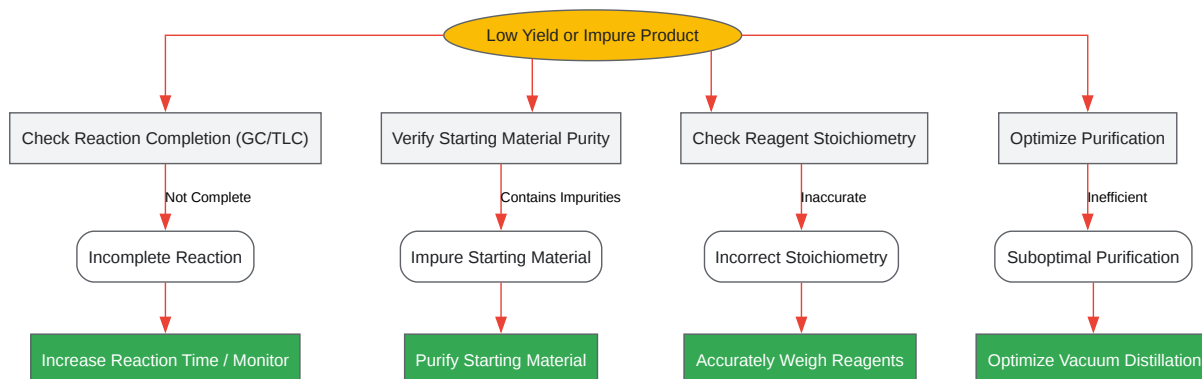 Low Yield or Impure Product
Check Reaction Completion (GC/TLC)
Verify Starting Material Purity
Check Reagent Stoichiometry
Optimize Purification
Not Complete
Contains Impurities
Inaccurate
Inefficient
Incomplete Reaction
Impure Starting Material
Incorrect Stoichiometry
Suboptimal Purification
Increase Reaction Time / Monitor
Purify Starting Material
Accurately Weigh Reagents
Optimize Vacuum Distillation